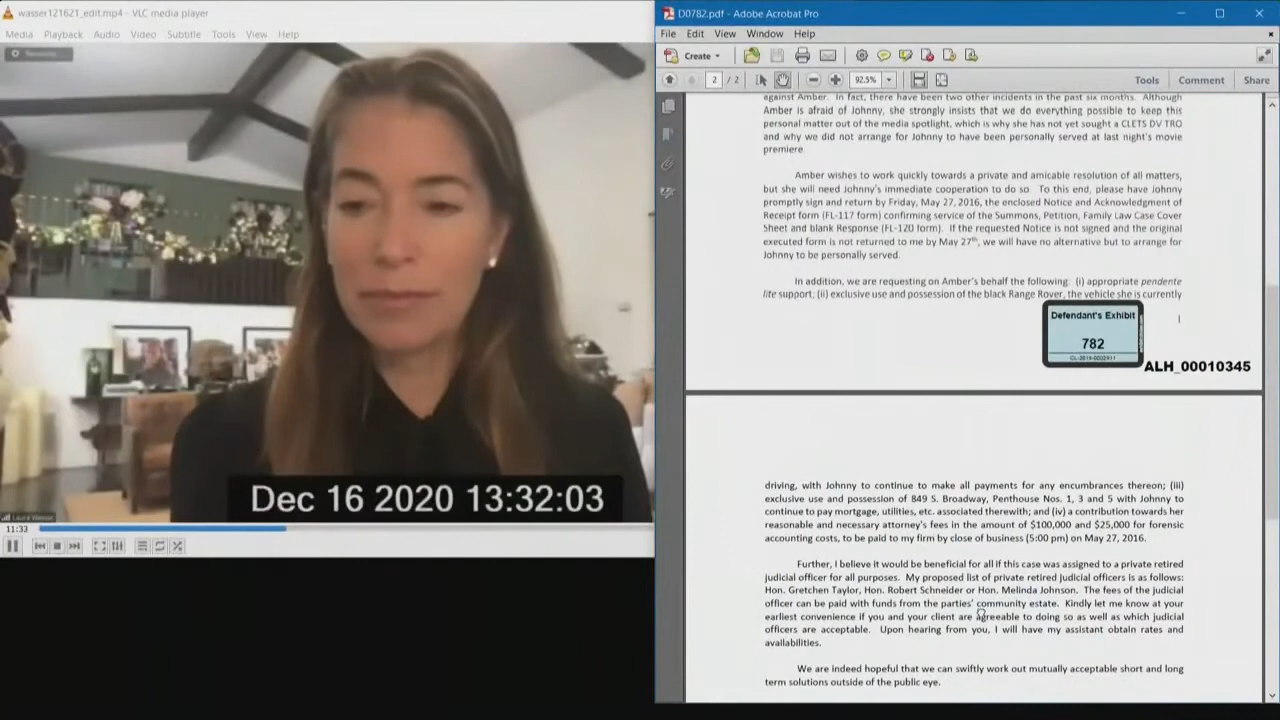 wasser121621_edit.mp4 - VLC media player
Media Playback Audio Video Subtitle Tools View Help
Dec 16 2020 13:32:03
11:33
D0782.pdf - Adobe Acrobat Pro
File Edit View Window Help
Create
2 / 2 92.5% Tools Comment Share
against Amber. In fact, there have been two other incidents in the past six months. Although
Amber is afraid of Johnny, she strongly insists that we do everything possible to keep this
personal matter out of the media spotlight, which is why she has not yet sought a CLETS DV TRO
and why we did not arrange for Johnny to have been personally served at last night's movie
premiere.
Amber wishes to work quickly towards a private and amicable resolution of all matters,
but she will need Johnny's immediate cooperation to do so. To this end, please have Johnny
promptly sign and return by Friday, May 27, 2016, the enclosed Notice and Acknowledgment of
Receipt form (FL-117 form) confirming service of the Summons, Petition, Family Law Case Cover
Sheet and blank Response (FL-120 form). If the requested Notice is not signed and the original
executed form is not returned to me by May 27th, we will have no alternative but to arrange for
Johnny to be personally served.
In addition, we are requesting on Amber's behalf the following: (i) appropriate pendente
lite support; (ii) exclusive use and possession of the black Range Rover, the vehicle she is currently
Defendant's Exhibit
782
CL-2019-0002911
ALH_00010345
driving, with Johnny to continue to make all payments for any encumbrances thereon; (iii)
exclusive use and possession of 849 S. Broadway, Penthouse Nos. 1, 3 and 5 with Johnny to
continue to pay mortgage, utilities, etc. associated therewith; and (iv) a contribution towards her
reasonable and necessary attorney's fees in the amount of $100,000 and $25,000 for forensic
accounting costs, to be paid to my firm by close of business (5:00 pm) on May 27, 2016.
Further, I believe it would be beneficial for all if this case was assigned to a private retired
judicial officer for all purposes. My proposed list of private retired judicial officers is as follows:
Hon. Gretchen Taylor, Hon. Robert Schneider or Hon. Melinda Johnson. The fees of the judicial
officer can be paid with funds from the parties' community estate. Kindly let me know at your
earliest convenience if you and your client are agreeable to doing so as well as which judicial
officers are acceptable. Upon hearing from you, I will have my assistant obtain rates and
availabilities.
We are indeed hopeful that we can swiftly work out mutually acceptable short and long
term solutions outside of the public eye.